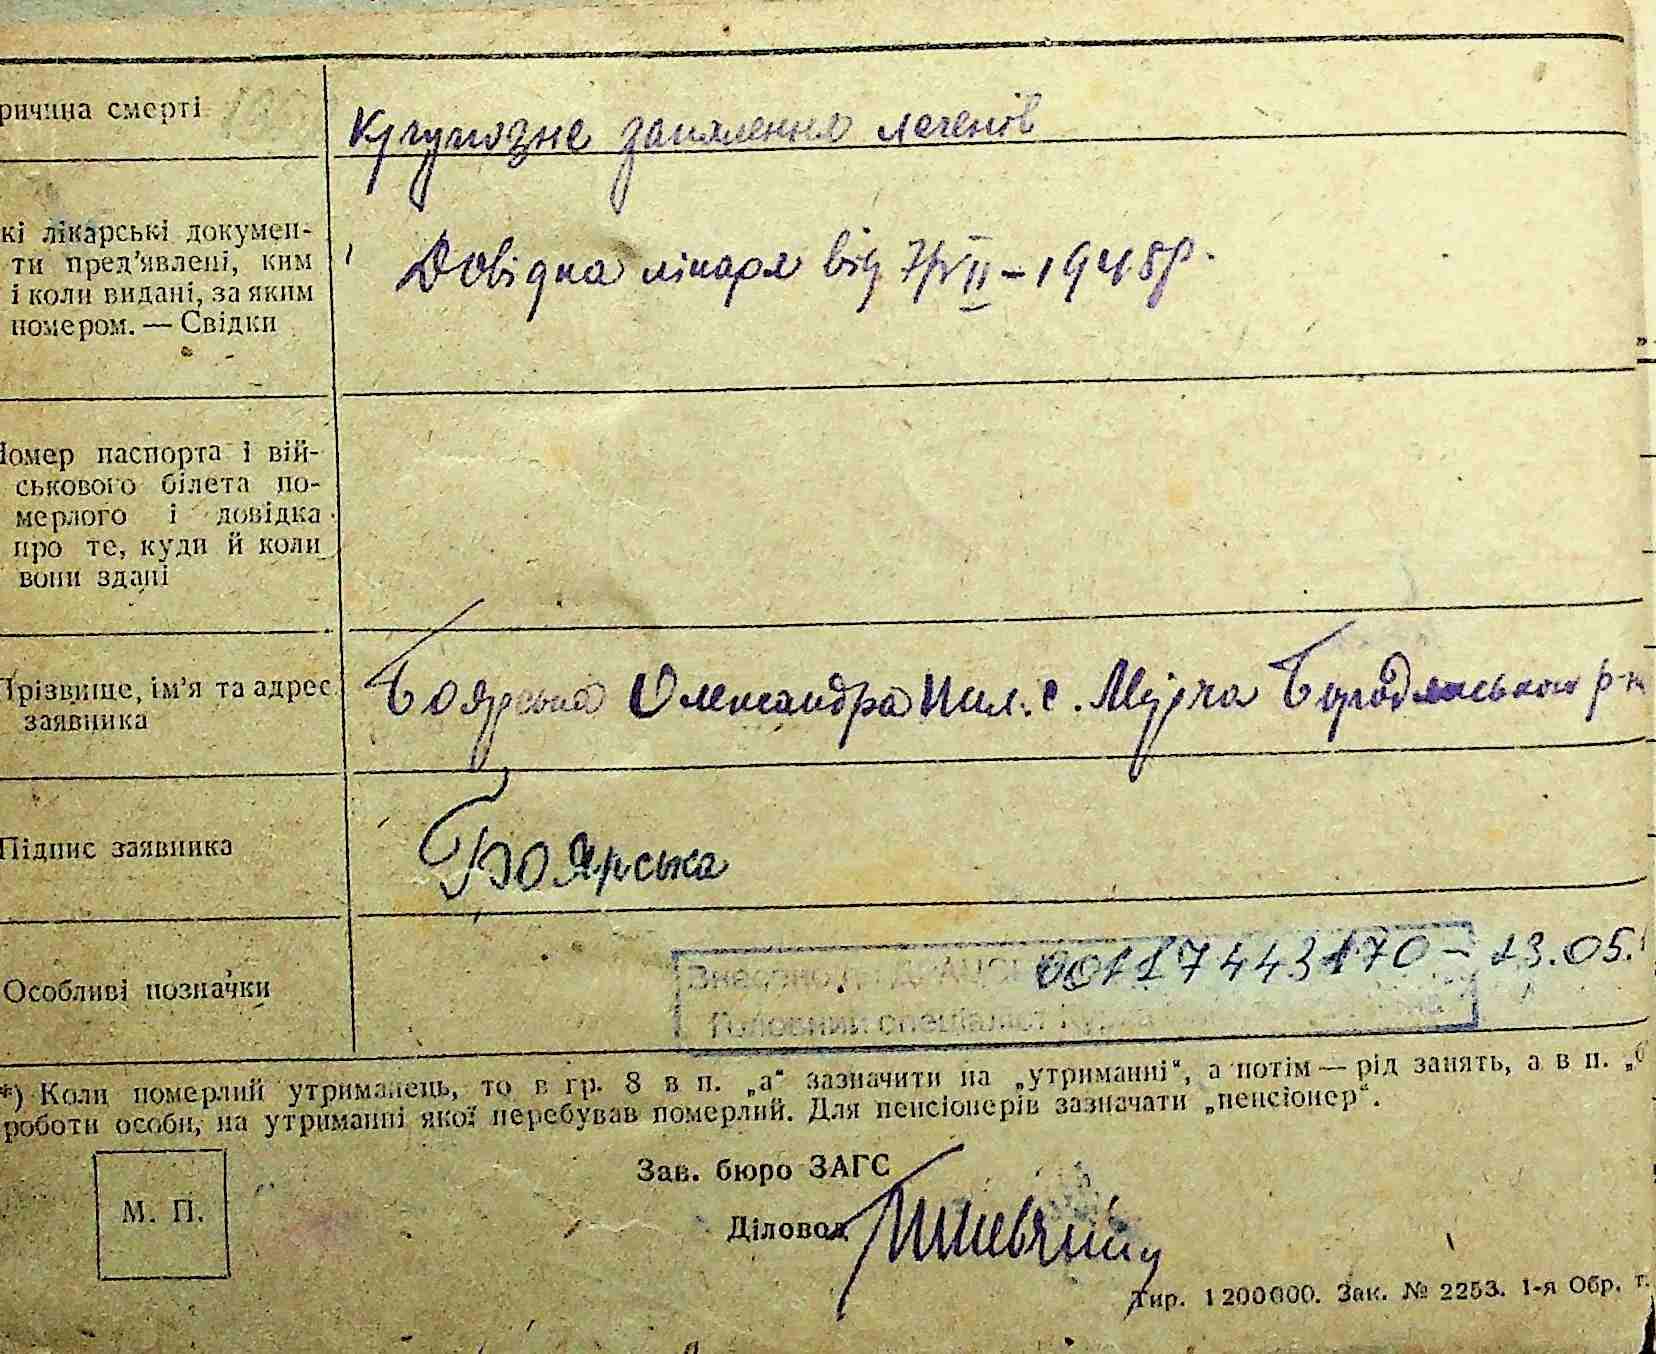 ричина смерті
Крупозне запалення легенів
кі лікарські докумен-
ти пред'явлені, ким
і коли видані, за яким
номером. — Свідки
Довідка лікаря від 7/VII – 1948р.
Номер паспорта і вій-
ськового білета по-
мерлого і довідка
про те, куди й коли
вони здані
Прізвище, ім'я та адрес
заявника
Боярська Олександра Пил. с. Мирча Бородянського р-н
Підпис заявника
Боярська
Особливі позначки
00117443170 – 13.05.
Головний спеціаліст
*) Коли померлий утриманець, то в гр. 8 в п. „а“ зазначити на „утриманні“, а потім — рід занять, а в п. „б
роботи особи, на утриманні якої перебував померлий. Для пенсіонерів зазначати „пенсіонер“.
Зав. бюро ЗАГС
М. П.
Діловод
Тир. 1200000. Зак. № 2253. 1-я Обр. т.